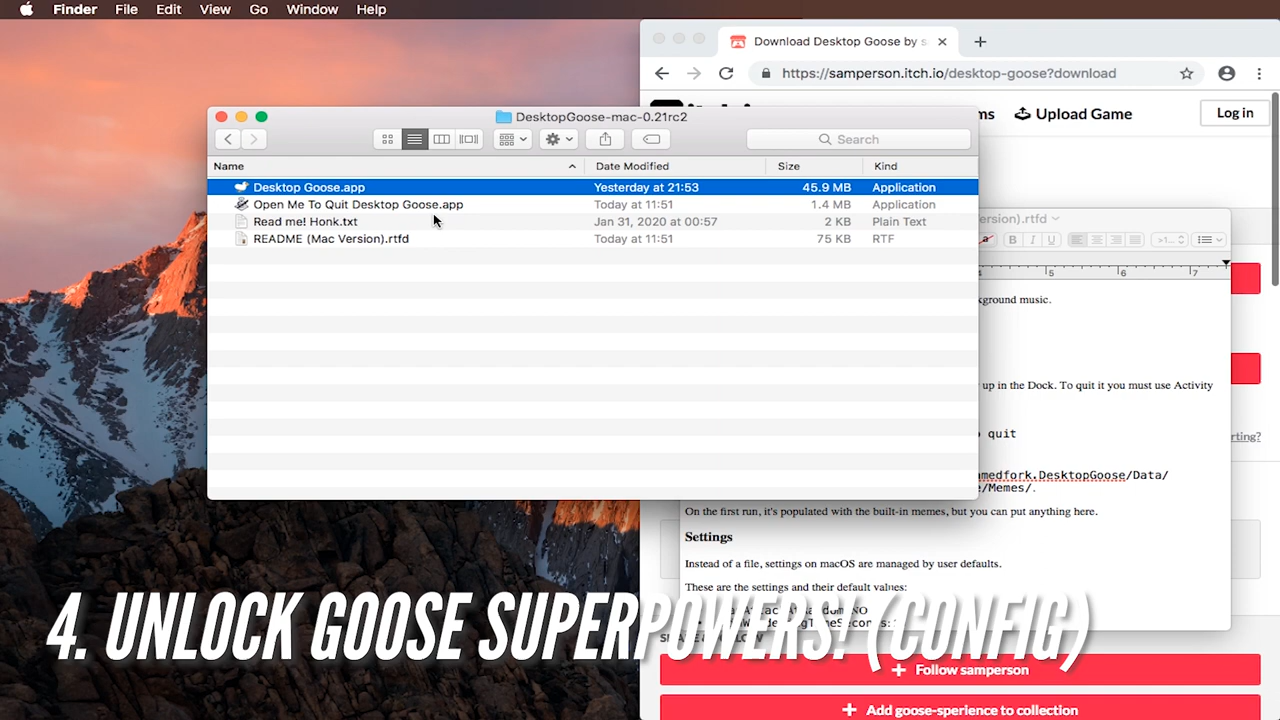 Finder File Edit View Go Window Help
Download Desktop Goose by s
https://samperson.itch.io/desktop-goose?download
Upload Game
Log in
DesktopGoose-mac-0.21rc2
Search
Name Date Modified Size Kind
Desktop Goose.app Yesterday at 21:53 45.9 MB Application
Open Me To Quit Desktop Goose.app Today at 11:51 1.4 MB Application
Read me! Honk.txt Jan 31, 2020 at 00:57 2 KB Plain Text
README (Mac Version).rtfd Today at 11:51 75 KB RTF
ersion).rtfd
B I U
5 6 7
kground music.
up in the Dock. To quit it you must use Activity
quit
rting?
amedfork.DesktopGoose/Data/
e/Memes/.
On the first run, it's populated with the built-in memes, but you can put anything here.
Settings
Instead of a file, settings on macOS are managed by user defaults.
These are the settings and their default values:
4. UNLOCK GOOSE SUPERPOWERS! (CONFIG)
Follow samperson
Add goose-sperience to collection